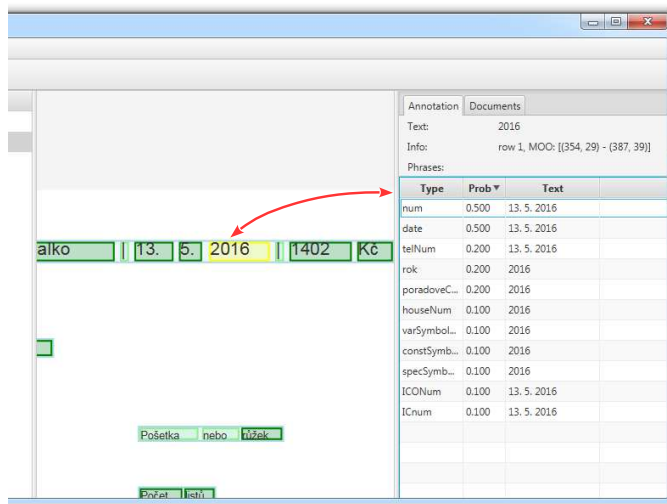 Annotation Documents
Text: 2016
Info: row 1, MOO: [(354, 29) - (387, 39)]
Phrases:
Type Prob Text
num 0.500 13. 5. 2016
date 0.500 13. 5. 2016
telNum 0.200 13. 5. 2016
rok 0.200 2016
poradoveC... 0.200 2016
houseNum 0.100 2016
varSymbol... 0.100 2016
constSymb... 0.100 2016
specSymb... 0.100 2016
ICONum 0.100 13. 5. 2016
ICnum 0.100 13. 5. 2016
alko | 13. 5. 2016 | 1402 Kč
Pošetka nebo růžek
Počet listů